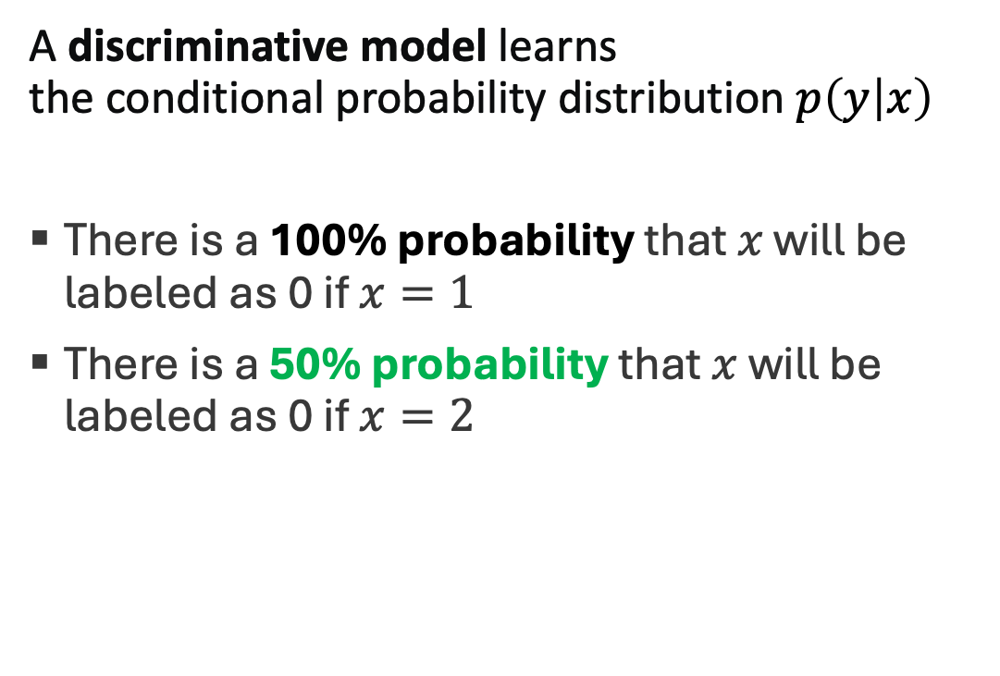 A discriminative model learns
the conditional probability distribution p(y|x)
▪ There is a 100% probability that x will be
labeled as 0 if x = 1
▪ There is a 50% probability that x will be
labeled as 0 if x = 2